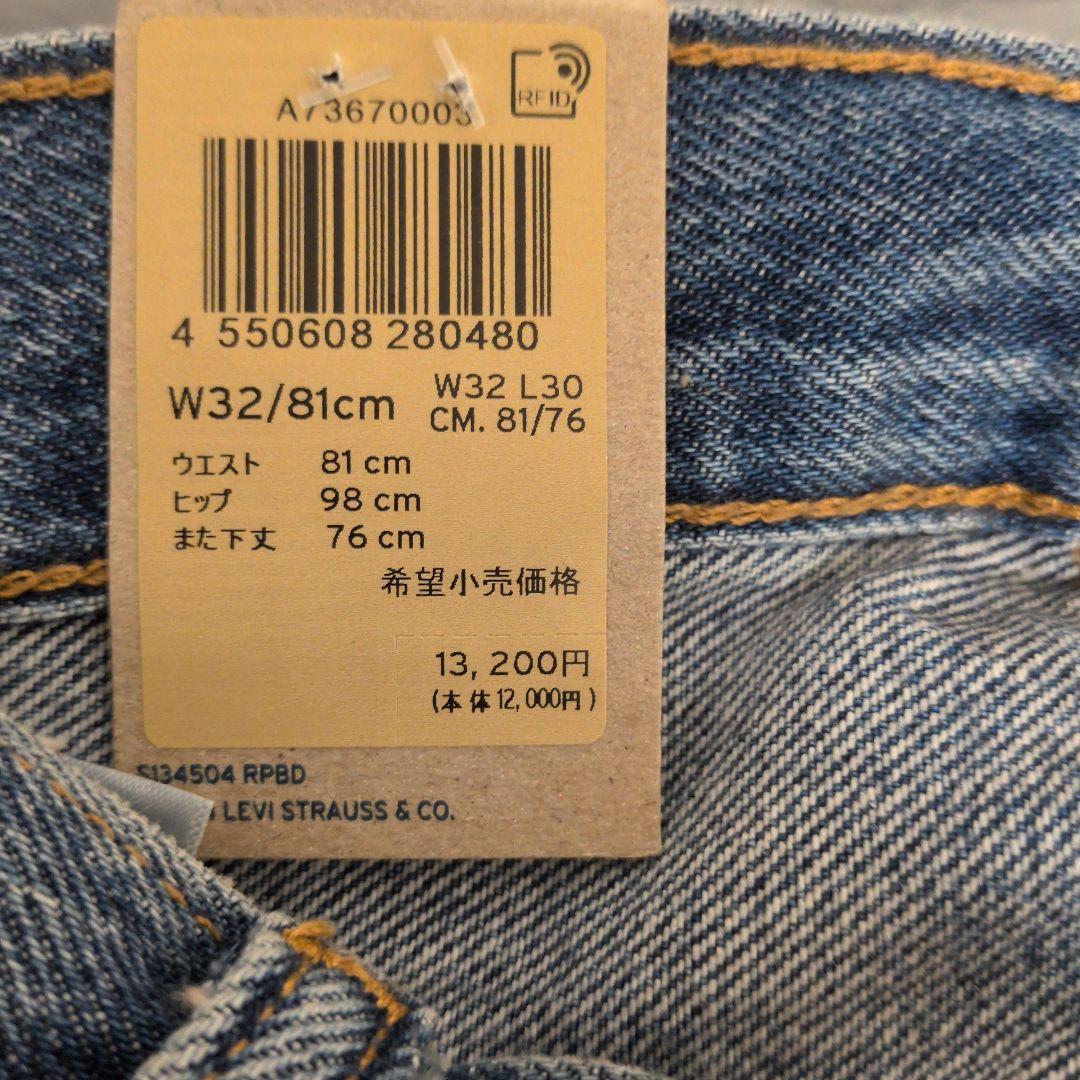 RFID
A73670003
4 550608 280480
W32/81cm
W32 L30
CM. 81/76
ウエスト 81 cm
ヒップ 98 cm
また下丈 76 cm
希望小売価格
13,200円
(本体12,000円)
S134504 RPBD
LEVI STRAUSS & CO.